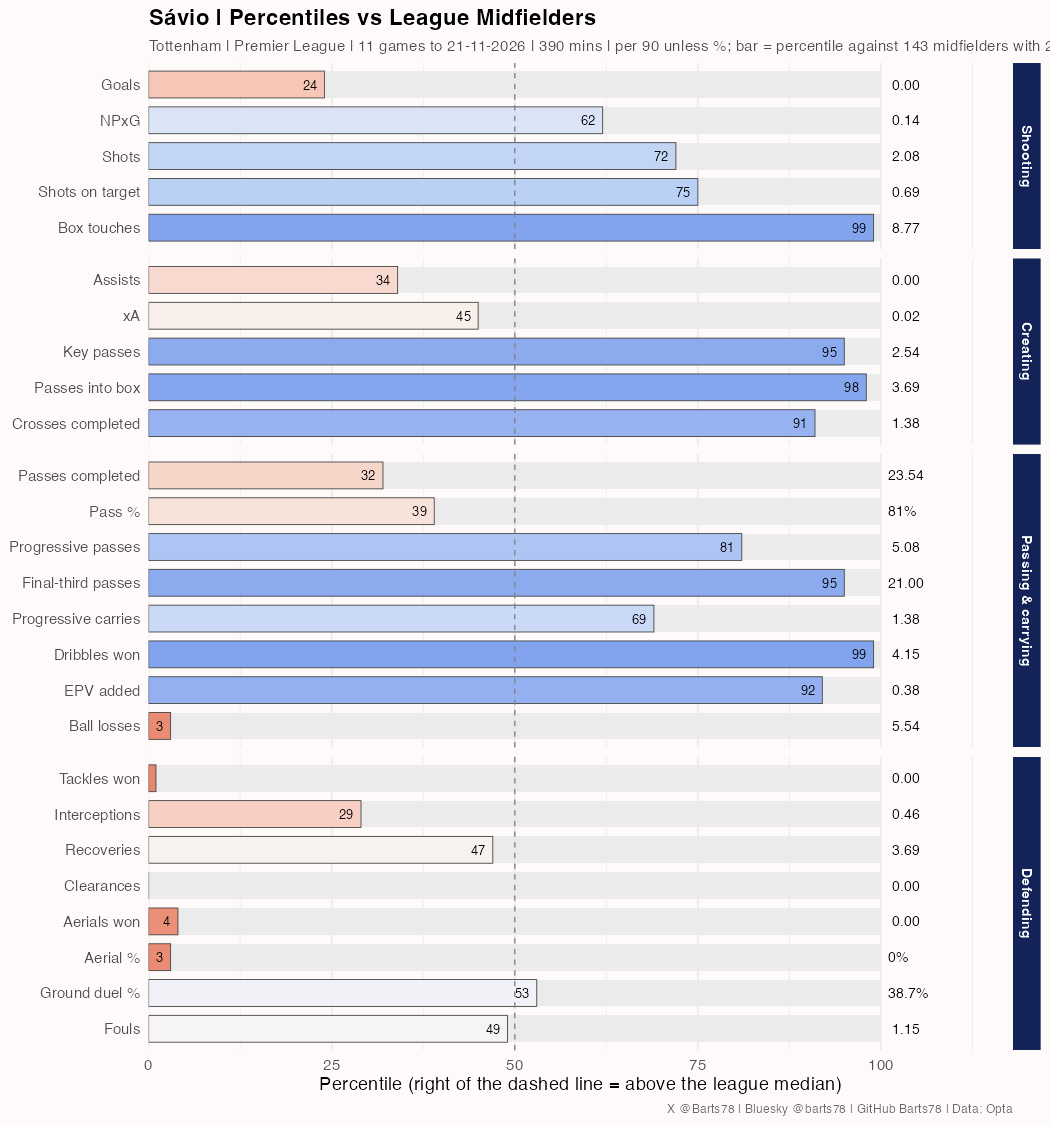 Sávio | Percentiles vs League Midfielders
Tottenham | Premier League | 11 games to 21-11-2026 | 390 mins | per 90 unless %; bar = percentile against 143 midfielders with 2
Goals 24 0.00
NPxG 62 0.14
Shots 72 2.08
Shots on target 75 0.69
Box touches 99 8.77
Shooting
Assists 34 0.00
xA 45 0.02
Key passes 95 2.54
Passes into box 98 3.69
Crosses completed 91 1.38
Creating
Passes completed 32 23.54
Pass % 39 81%
Progressive passes 81 5.08
Final-third passes 95 21.00
Progressive carries 69 1.38
Dribbles won 99 4.15
EPV added 92 0.38
Ball losses 3 5.54
Passing & carrying
Tackles won 0.00
Interceptions 29 0.46
Recoveries 47 3.69
Clearances 0.00
Aerials won 4 0.00
Aerial % 3 0%
Ground duel % 53 38.7%
Fouls 49 1.15
Defending
0 25 50 75 100
Percentile (right of the dashed line = above the league median)
X @Barts78 | Bluesky @barts78 | GitHub Barts78 | Data: Opta